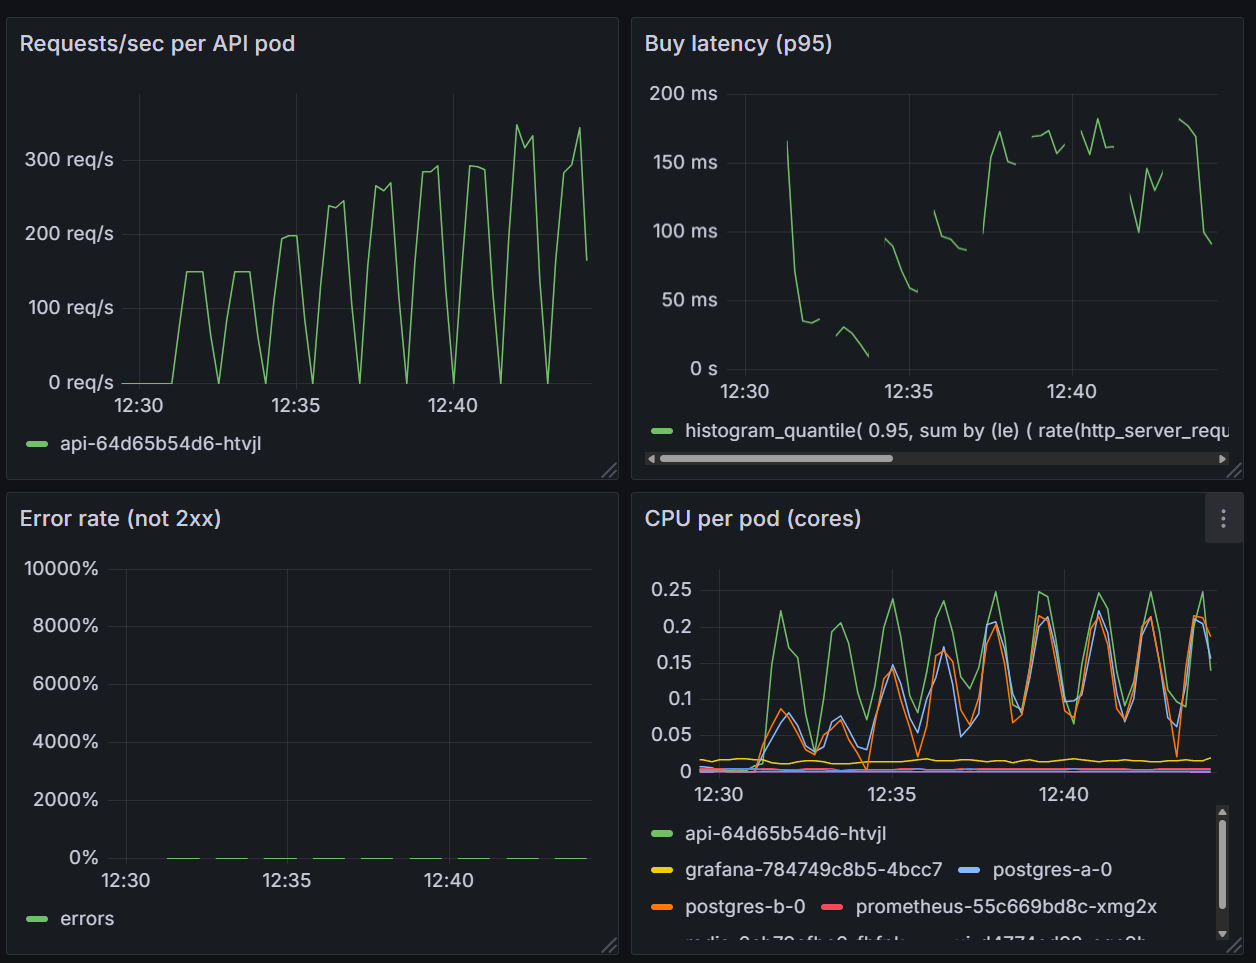 Requests/sec per API pod
300 req/s
200 req/s
100 req/s
0 req/s
12:30 12:35 12:40
api-64d65b54d6-htvjl
Buy latency (p95)
200 ms
150 ms
100 ms
50 ms
0 s
12:30 12:35 12:40
histogram_quantile( 0.95, sum by (le) ( rate(http_server_requ
Error rate (not 2xx)
10000%
8000%
6000%
4000%
2000%
0%
12:30 12:35 12:40
errors
CPU per pod (cores)
0.25
0.2
0.15
0.1
0.05
0
12:30 12:35 12:40
api-64d65b54d6-htvjl
grafana-784749c8b5-4bcc7 postgres-a-0
postgres-b-0 prometheus-55c669bd8c-xmg2x